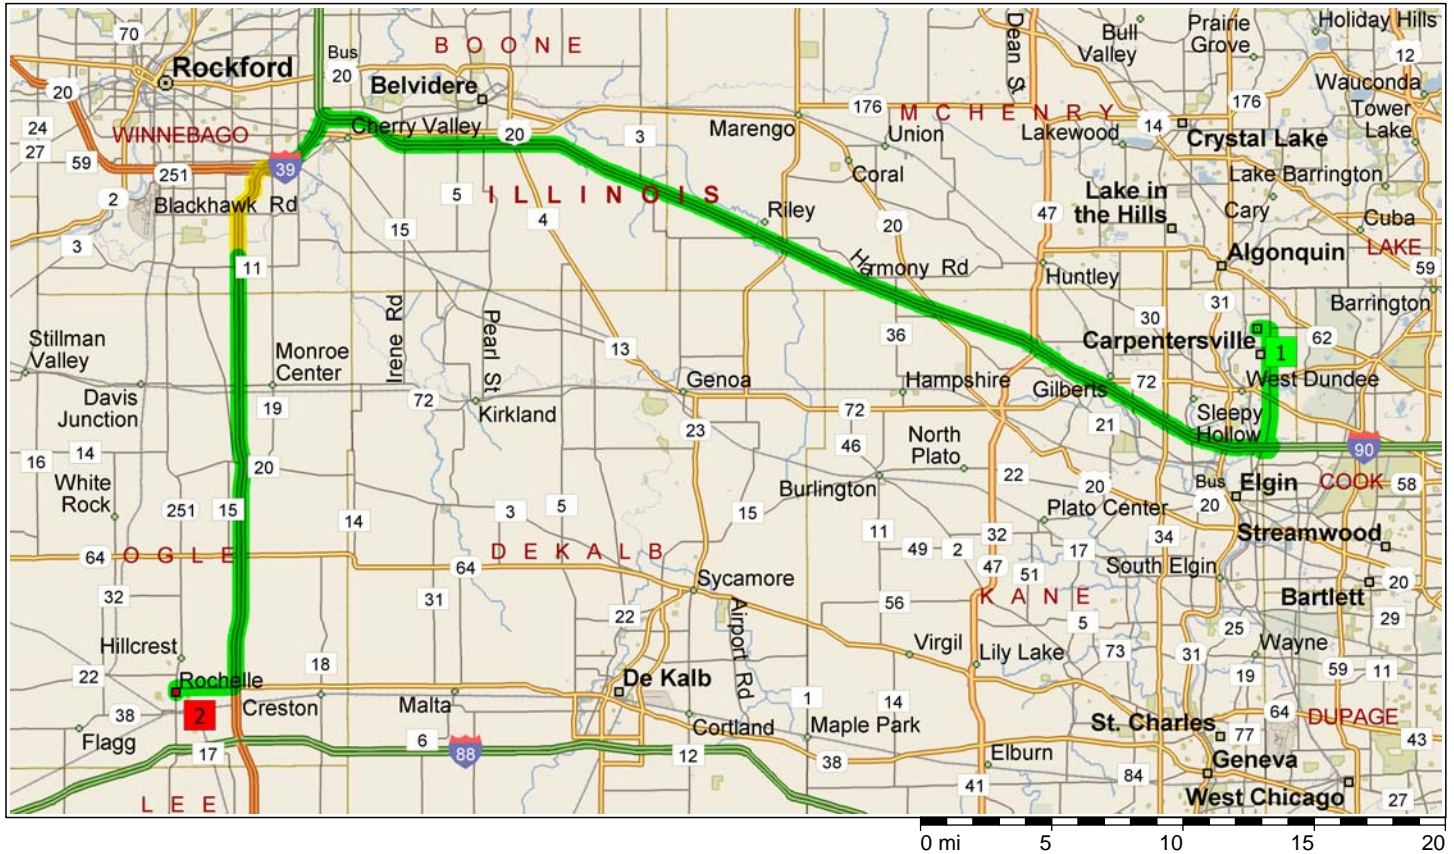 70
BOONE
Dean St
Bull
Valley
Prairie
Grove
Holiday Hills
12
Rockford
Bus
20
Belvidere
20
Wauconda
176
176
MCHENRY
Tower
Lake
24
WINNEBAGO
Cherry Valley
20
3
Marengo
Union
Lakewood
14
Crystal Lake
27
59
251
39
Coral
Lake Barrington
2
Blackhawk Rd
5
ILLINOIS
4
Riley
Lake in
the Hills
Cary
Cuba
47
3
15
20
LAKE
11
Harmony Rd
Algonquin
59
Huntley
31
Barrington
Irene Rd
Pearl St
36
30
62
Stillman
Valley
Monroe
Center
13
Carpentersville
1
Davis
Junction
19
72
Kirkland
Genoa
Hampshire
72
Gilberts
72
West Dundee
Sleepy
Hollow
23
46
North
Plato
21
90
16
14
20
White
Rock
Burlington
22
20
Bus
20
Elgin
COOK
58
251
15
14
3
5
15
11
Plato Center
Streamwood
64
OGLE
64
DEKALB
49
2
32
17
34
47
51
South Elgin
20
Sycamore
Bartlett
32
31
22
Airport Rd
56
KANE
5
29
25
Hillcrest
18
Virgil
Lily Lake
73
31
Wayne
22
Rochelle
De Kalb
59
11
19
38
2
Creston
Malta
1
14
64
DUPAGE
Flagg
Cortland
Maple Park
St. Charles
77
43
17
6
88
12
38
Elburn
Geneva
41
84
LEE
West Chicago
27
0 mi
5
10
15
20